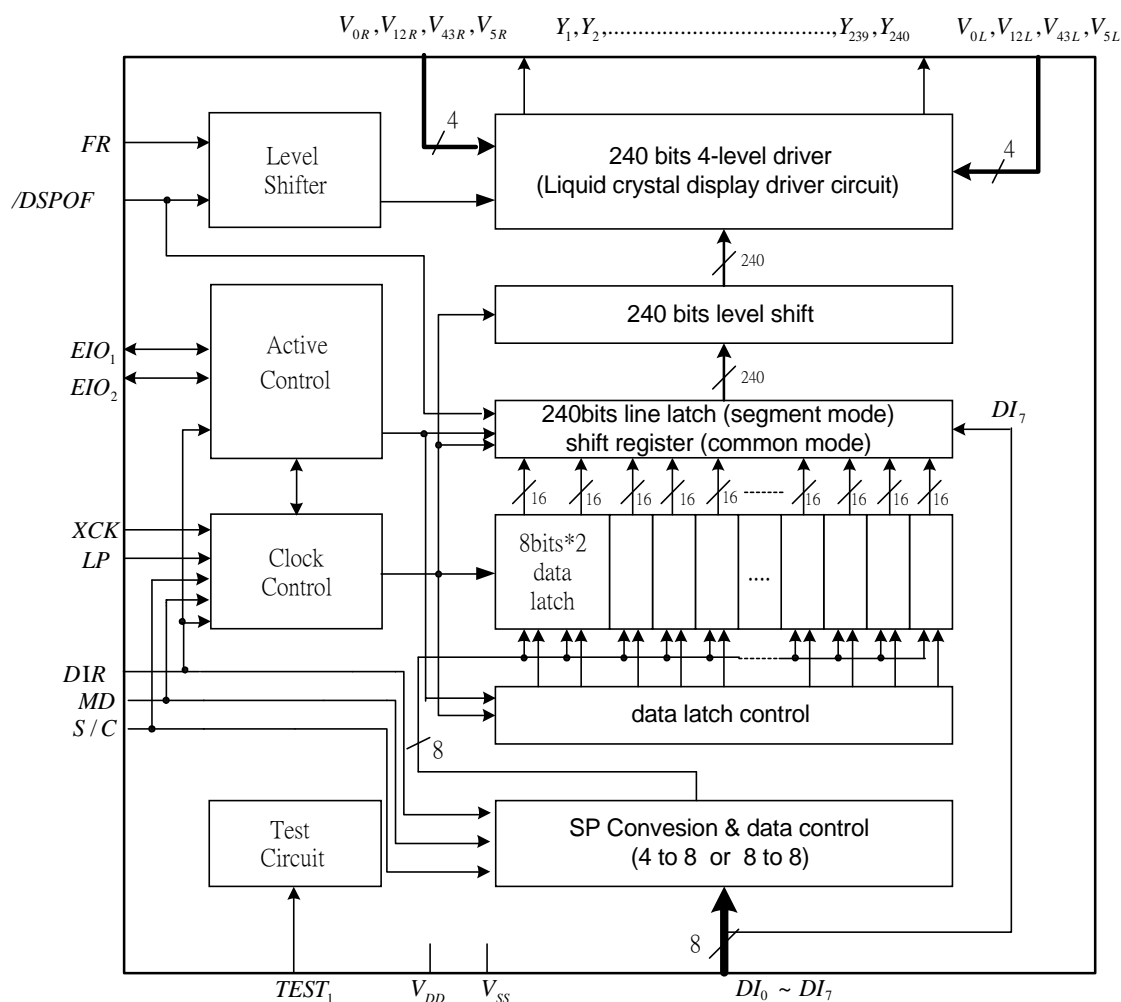 V0R, V12R, V43R, V5R
Y1, Y2,......................................, Y239, Y240
V0L, V12L, V43L, V5L
FR
/DSPOF
Level
Shifter
4
240 bits 4-level driver
(Liquid crystal display driver circuit)
4
240
240 bits level shift
240
EIO1
EIO2
Active
Control
240bits line latch (segment mode)
shift register (common mode)
DI7
16 16 16 16 16 -------- 16 16 16 16
XCK
LP
Clock
Control
8bits*2
data
latch
....
DIR
MD
S / C
data latch control
8
Test
Circuit
SP Convesion & data control
(4 to 8 or 8 to 8)
8
TEST1
VDD
VSS
DI0 ~ DI7